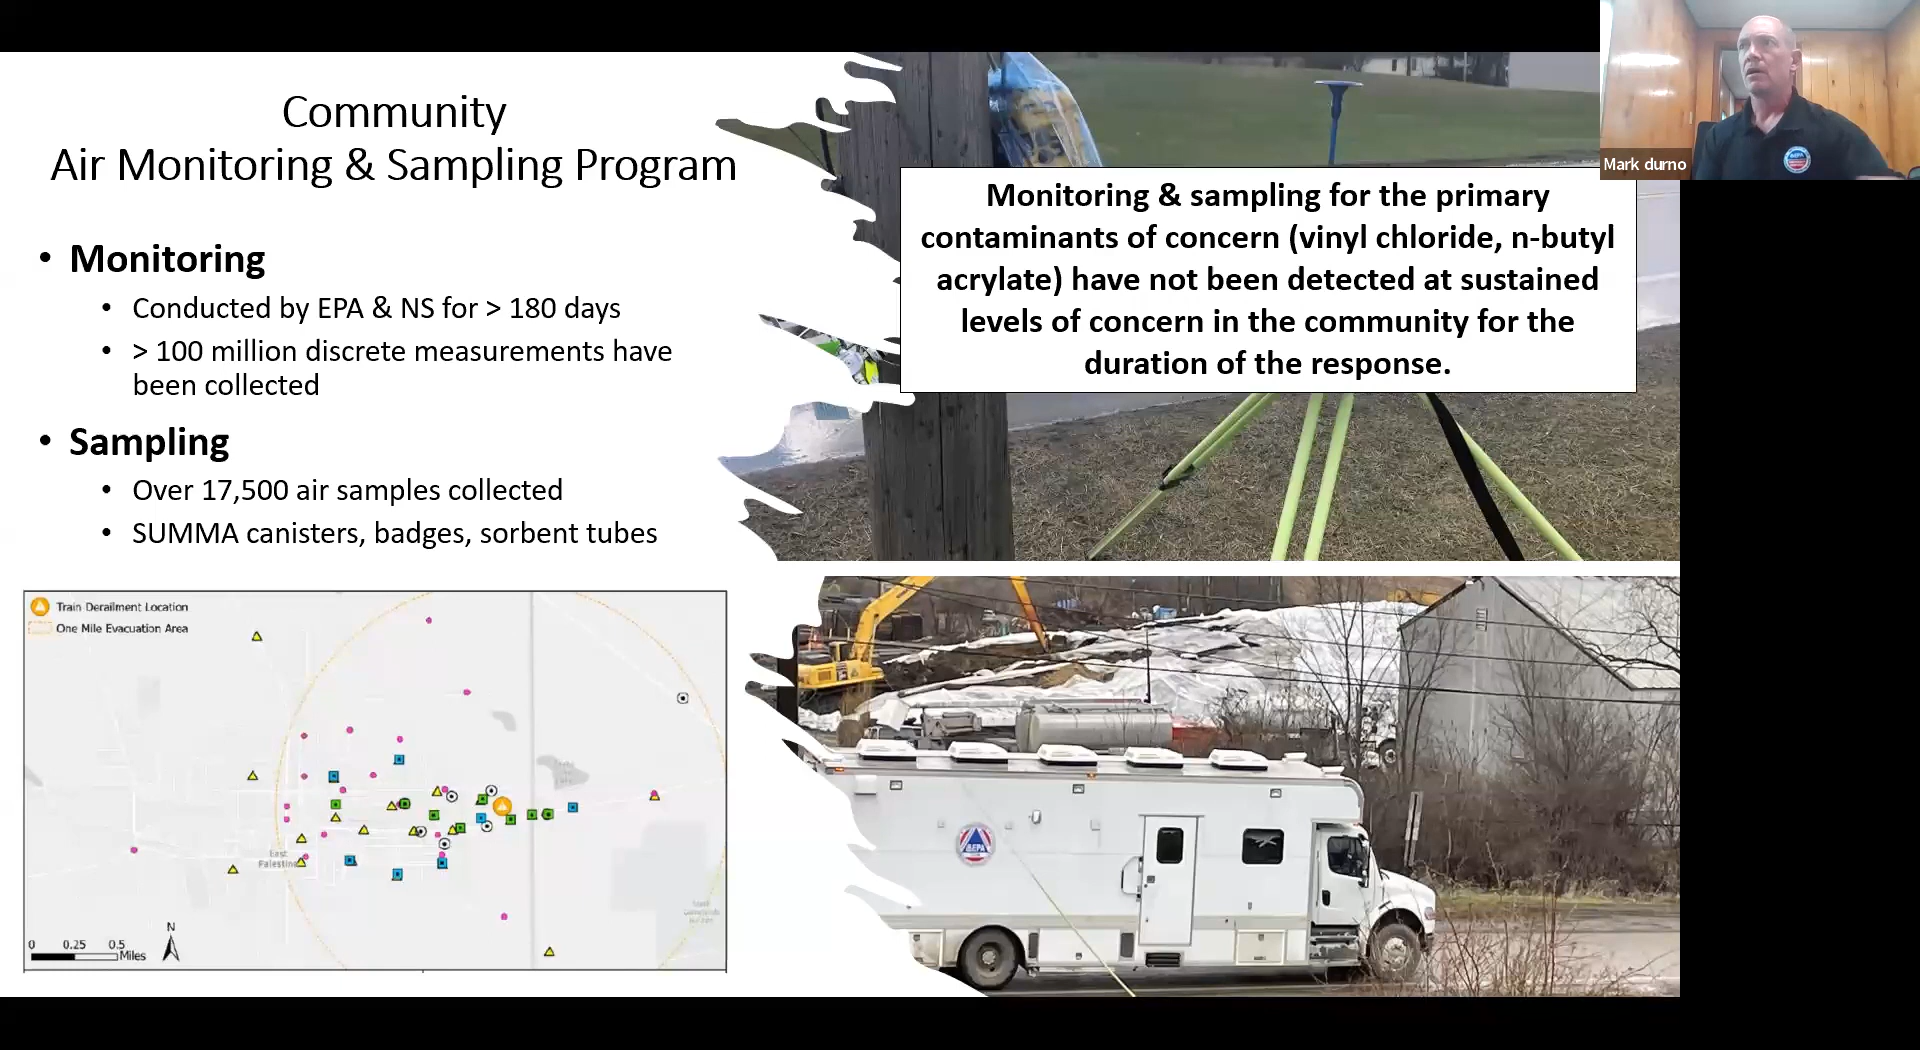 Community
Air Monitoring & Sampling Program
• Monitoring
• Conducted by EPA & NS for > 180 days
• > 100 million discrete measurements have
been collected
• Sampling
• Over 17,500 air samples collected
• SUMMA canisters, badges, sorbent tubes
Monitoring & sampling for the primary
contaminants of concern (vinyl chloride, n-butyl
acrylate) have not been detected at sustained
levels of concern in the community for the
duration of the response.
Mark durno
Train Derailment Location
One Mile Evacuation Area
East
Palestine
N
0 0.25 0.5
Miles
EPA